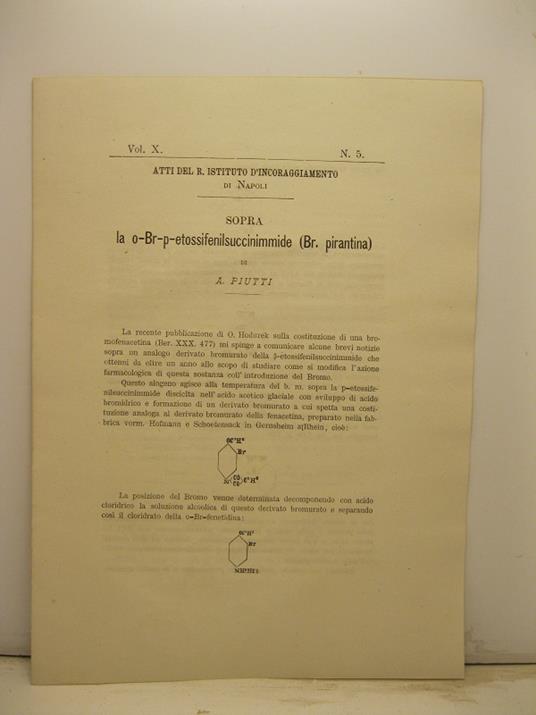 Vol. X.
N. 5.
ATTI DEL R. ISTITUTO D'INCORAGGIAMENTO
DI NAPOLI
SOPRA
la o-Br-p-etossifenilsuccinimmide (Br. pirantina)
DI
A. PIUTTI
La recente pubblicazione di O. Hodurek sulla costituzione di una bro-
mofenacetina (Ber. XXX. 477) mi spinge a comunicare alcune brevi notizie
sopra un analogo derivato bromurato della p-etossifenilsuccinimmide che
ottenni da oltre un anno allo scopo di studiare come si modifica l'azione
farmacologica di questa sostanza coll'introduzione del Bromo.
Questo alogeno agisce alla temperatura del b. m. sopra la p-etossife-
nilsuccinimmide disciolta nell'acido acetico glaciale con sviluppo di acido
bromidrico e formazione di un derivato bromurato a cui spetta una costi-
tuzione analoga al derivato bromurato della fenacetina, preparato nella fab-
brica vorm. Hofmann e Schoetensack in Gernsheim a/Rhein, cioè:
OC²H⁵
Br
CO
CO
C²H⁴
La posizione del Bromo venne determinata decomponendo con acido
cloridrico la soluzione alcoolica di questo derivato bromurato e separando
così il cloridrato della o-Br-fenetidina:
OC²H⁵
Br